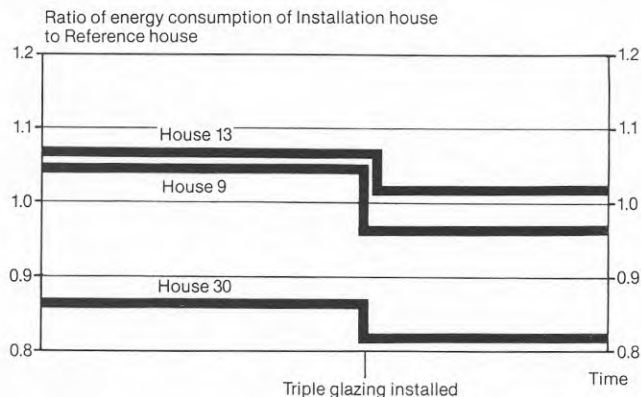 Ratio of energy consumption of Installation house
to Reference house
1.2
1.2
1.1
House 13
1.1
1.0
House 9
1.0
0.9
House 30
0.9
0.8
0.8
Time
Triple glazing installed